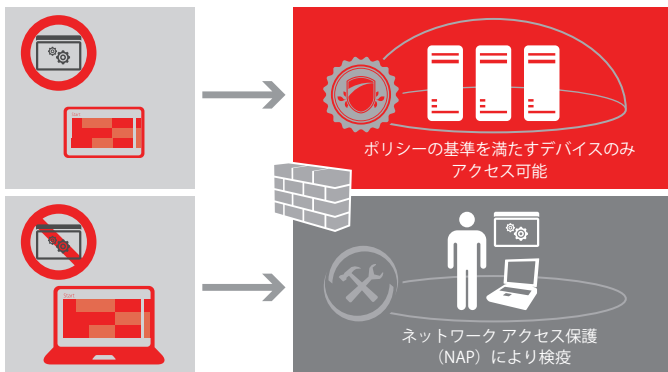 Start
ポリシーの基準を満たすデバイスのみ
アクセス可能
Start
ネットワーク アクセス保護
（NAP）により検疫